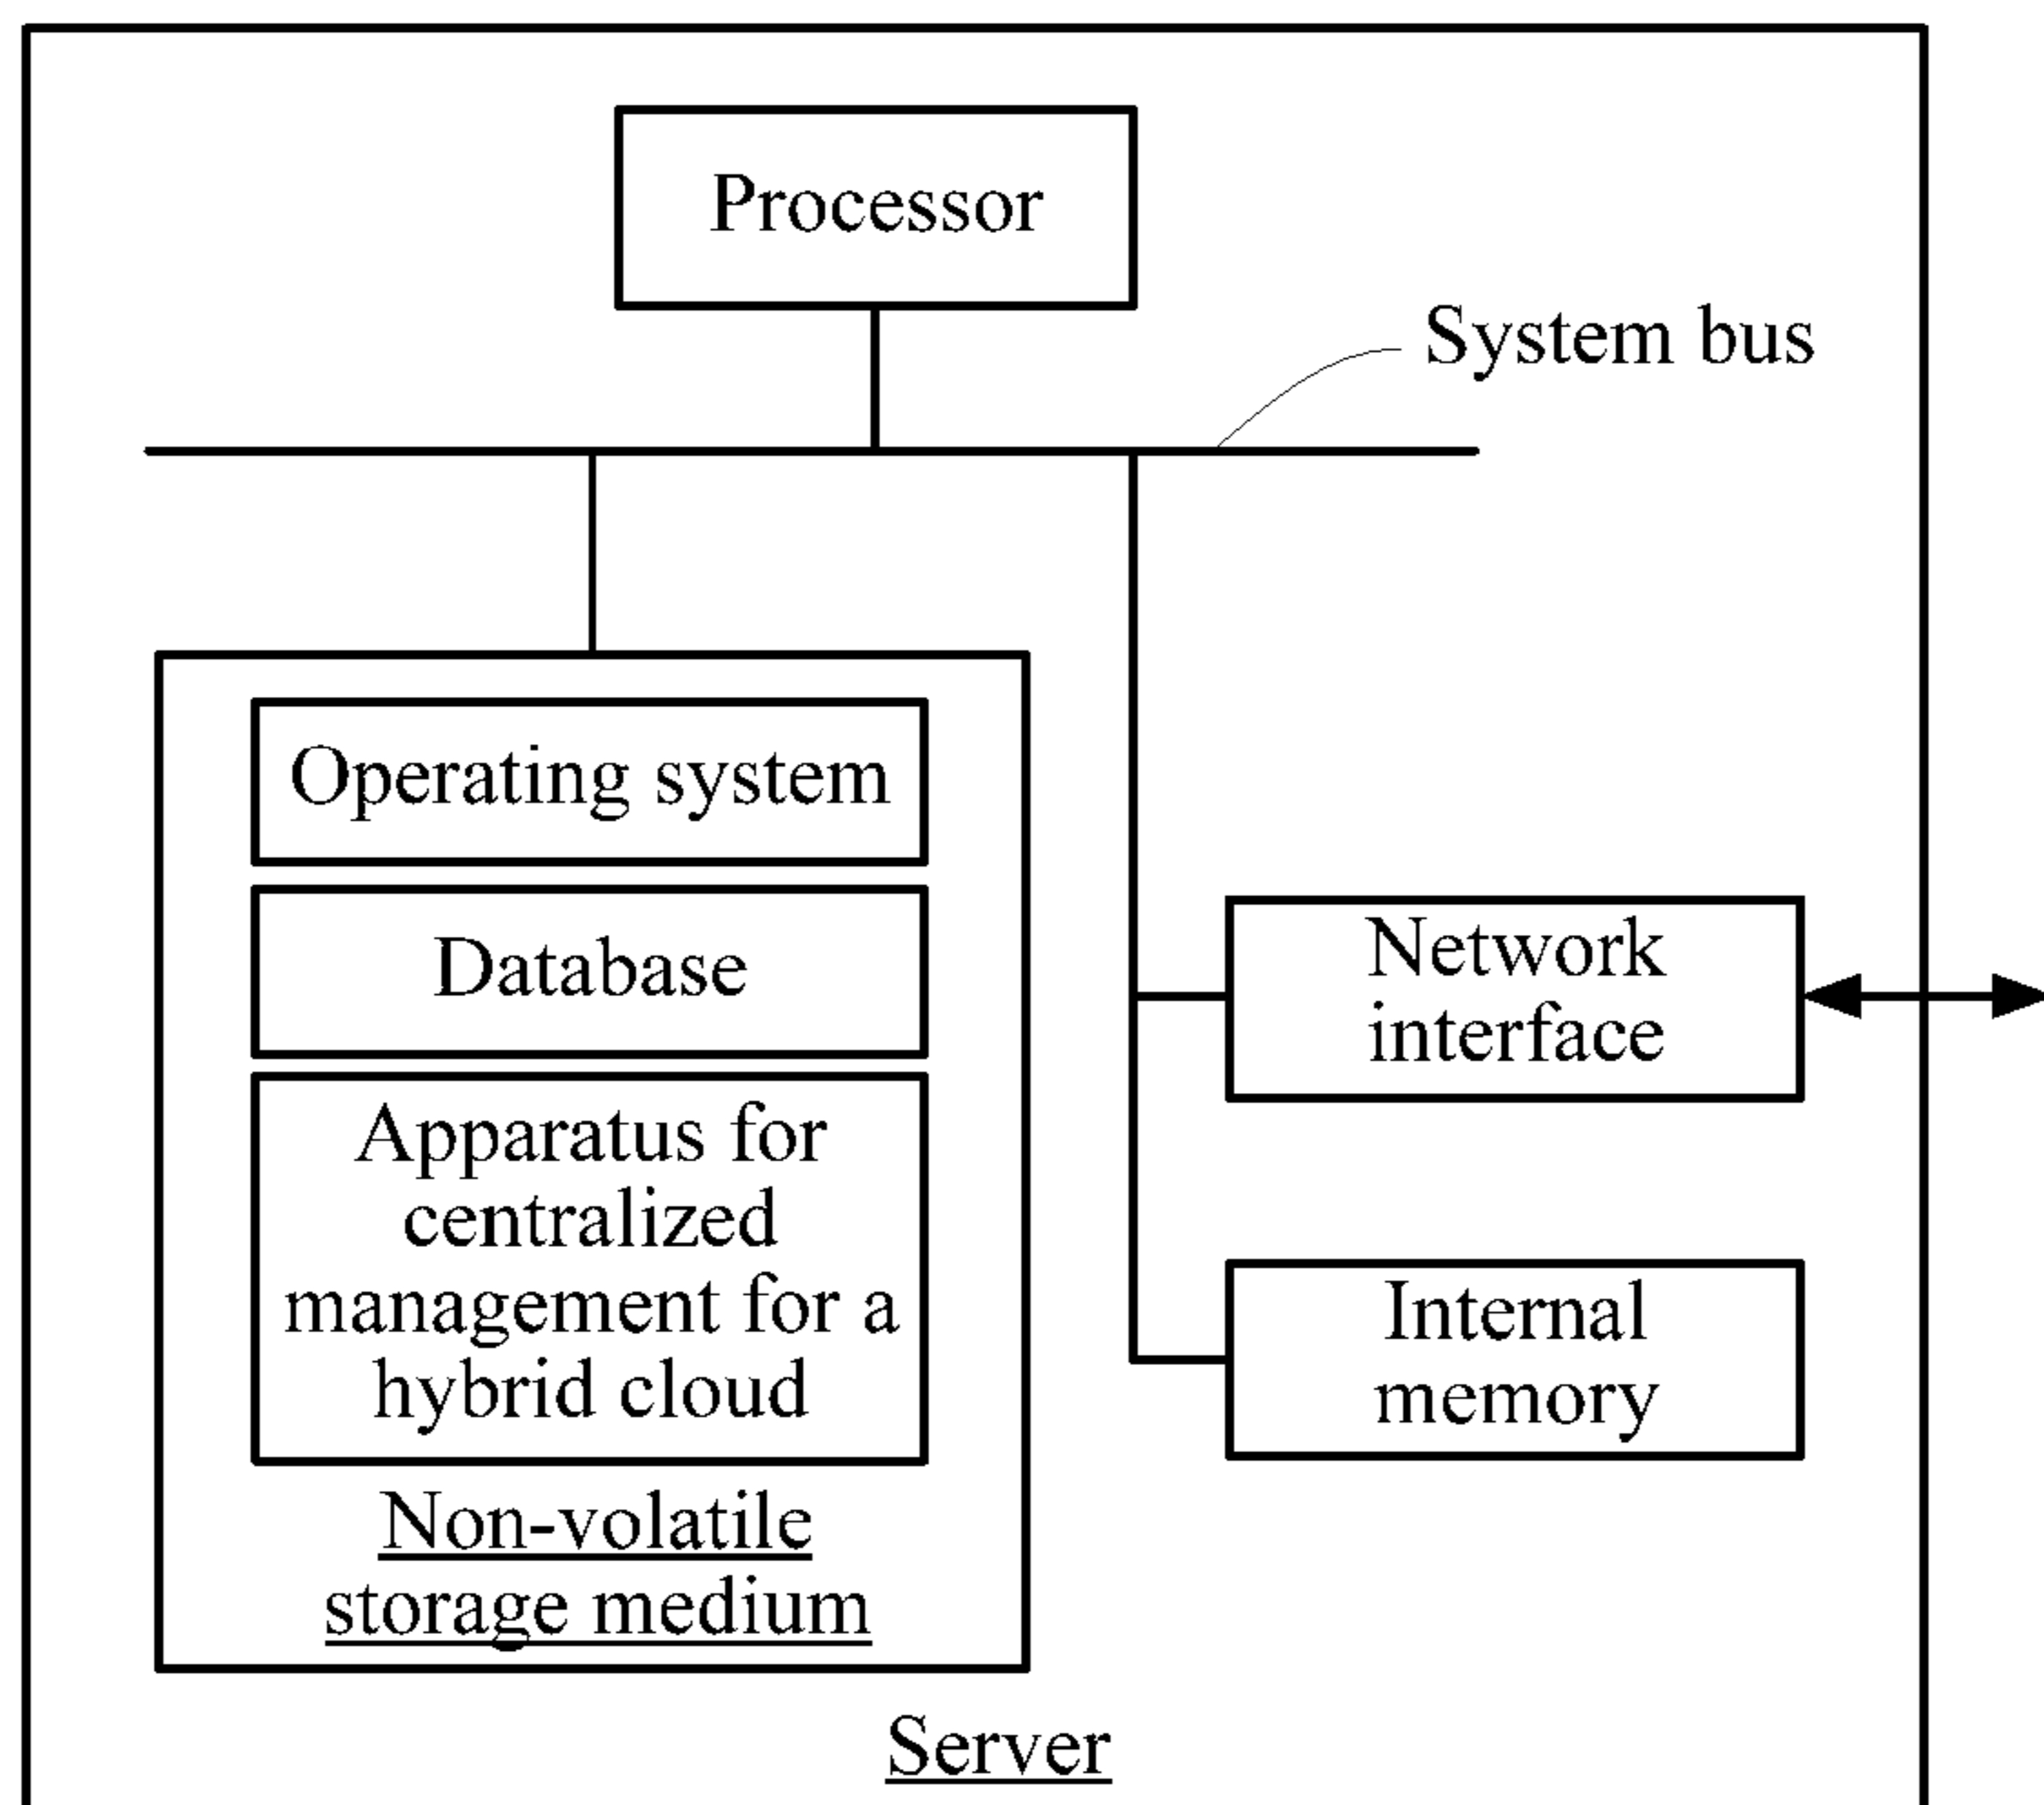 Processor
System bus
Operating system
Database
Apparatus for
centralized
management for a
hybrid cloud
Non-volatile
storage medium
Network
interface
Internal
memory
Server